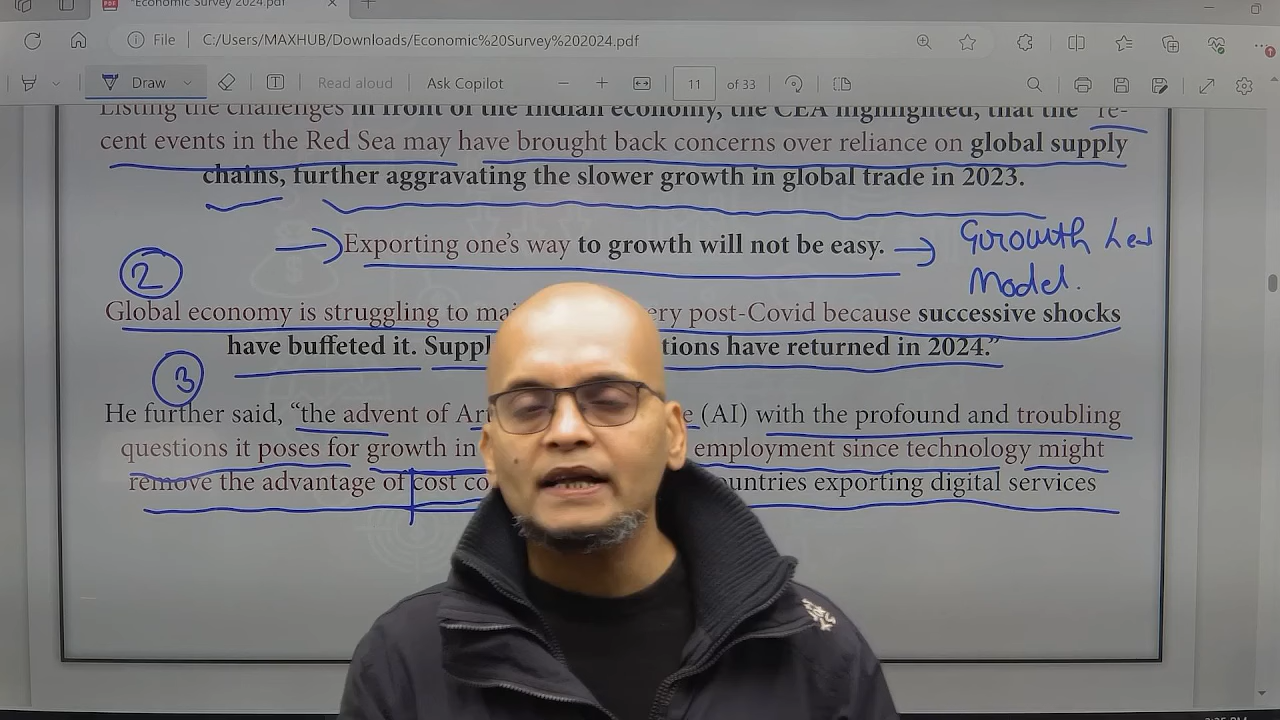 Economic Survey 2024.pdf
File
C:/Users/MAXHUB/Downloads/Economic%20Survey%202024.pdf
Draw
Read aloud
Ask Copilot
11
of 33
Listing the challenges in front of the Indian economy, the CEA highlighted, that the "re-
cent events in the Red Sea may have brought back concerns over reliance on global supply
chains, further aggravating the slower growth in global trade in 2023.
Exporting one's way to growth will not be easy.
Growth Led
Model.
2
Global economy is struggling to ery post-Covid because successive shocks
have buffeted it. tions have returned in 2024."
3
He further said, "the advent of e (AI) with the profound and troubling
questions it poses for growth in employment since technology might
remove the advantage of cost ountries exporting digital services